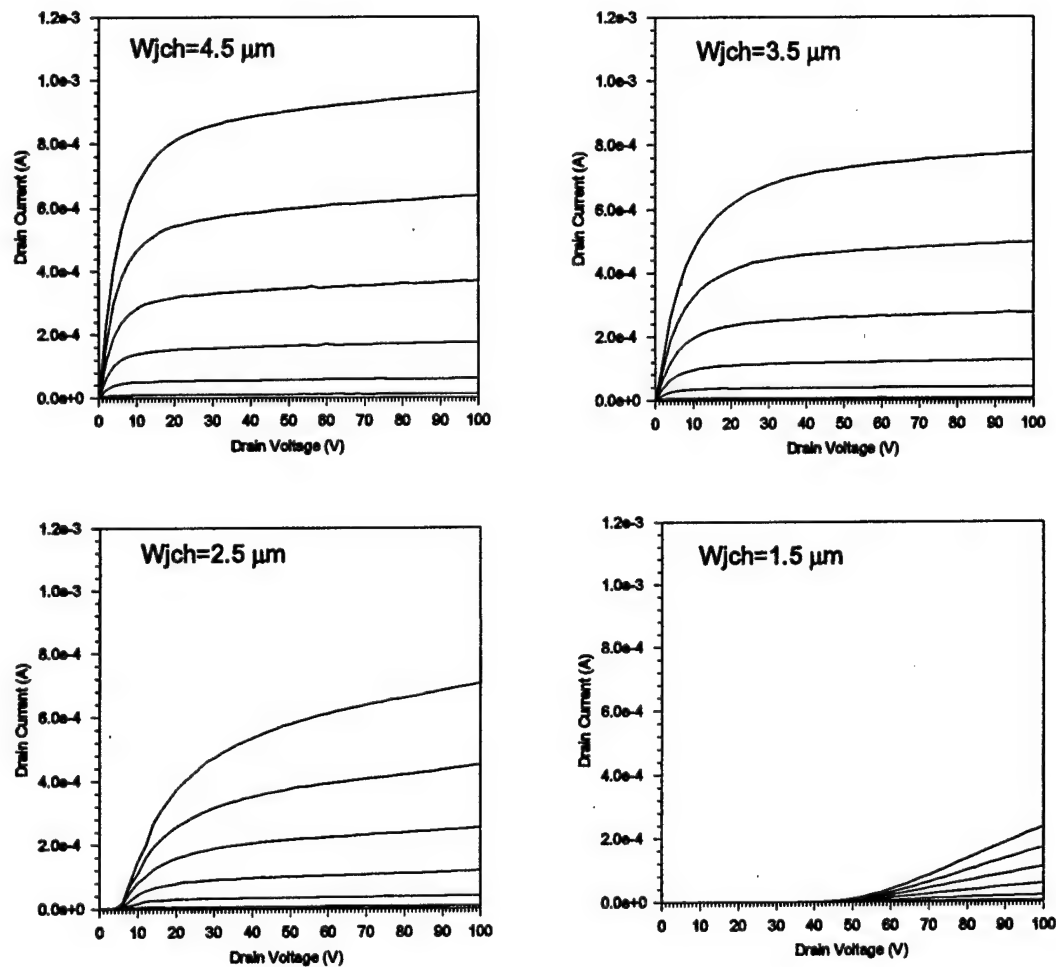 Wjch=4.5 μm
1.2e-3
1.0e-3
8.0e-4
6.0e-4
4.0e-4
2.0e-4
0.0e+0
Drain Current (A)
0 10 20 30 40 50 60 70 80 90 100
Drain Voltage (V)
Wjch=3.5 μm
1.2e-3
1.0e-3
8.0e-4
6.0e-4
4.0e-4
2.0e-4
0.0e+0
Drain Current (A)
0 10 20 30 40 50 60 70 80 90 100
Drain Voltage (V)
Wjch=2.5 μm
1.2e-3
1.0e-3
8.0e-4
6.0e-4
4.0e-4
2.0e-4
0.0e+0
Drain Current (A)
0 10 20 30 40 50 60 70 80 90 100
Drain Voltage (V)
Wjch=1.5 μm
1.2e-3
1.0e-3
8.0e-4
6.0e-4
4.0e-4
2.0e-4
0.0e+0
Drain Current (A)
0 10 20 30 40 50 60 70 80 90 100
Drain Voltage (V)